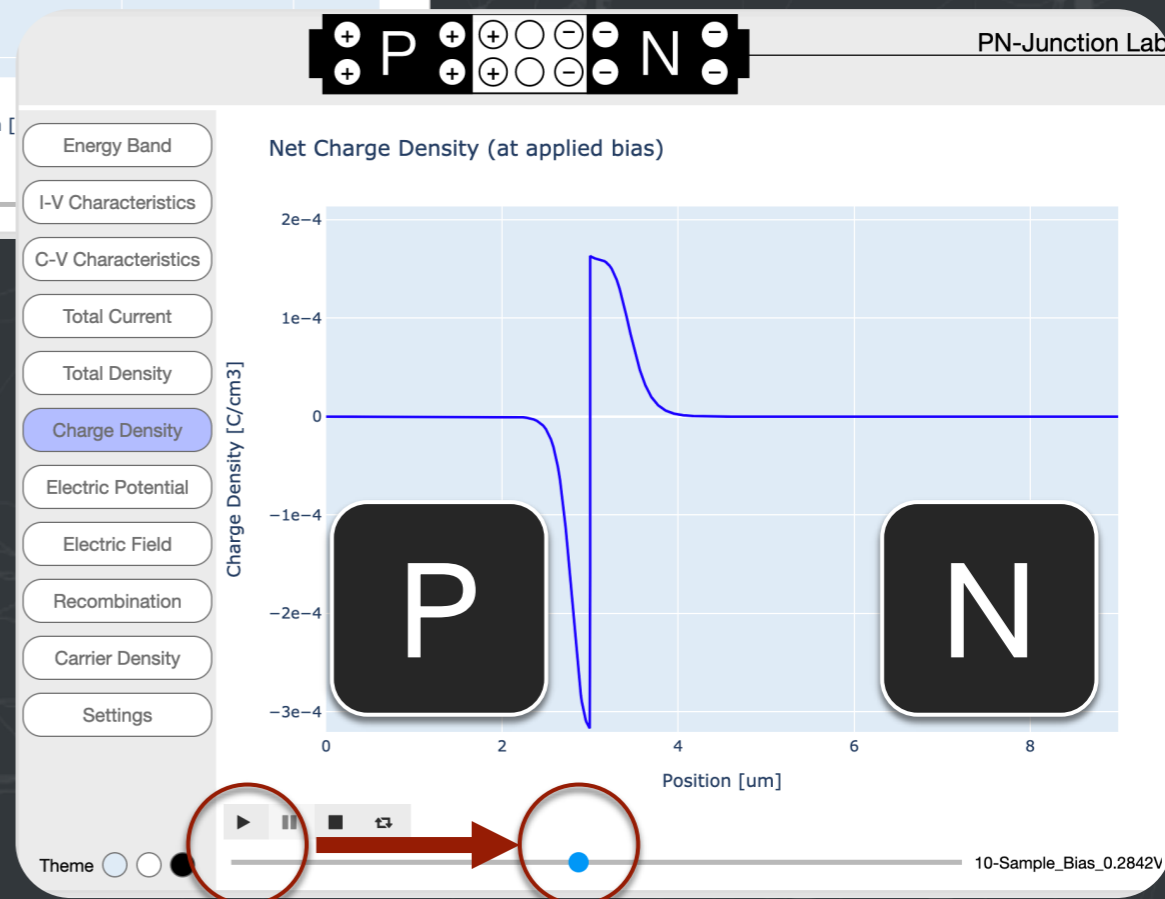 + P + + − − N −
+ + + − − −
PN-Junction Lab
[
Energy Band
I-V Characteristics
C-V Characteristics
Total Current
Total Density
Charge Density
Electric Potential
Electric Field
Recombination
Carrier Density
Settings
Net Charge Density (at applied bias)
Charge Density [C/cm3]
2e−4
1e−4
0
−1e−4
−2e−4
−3e−4
P
N
0 2 4 6 8
Position [um]
Theme
10-Sample_Bias_0.2842V